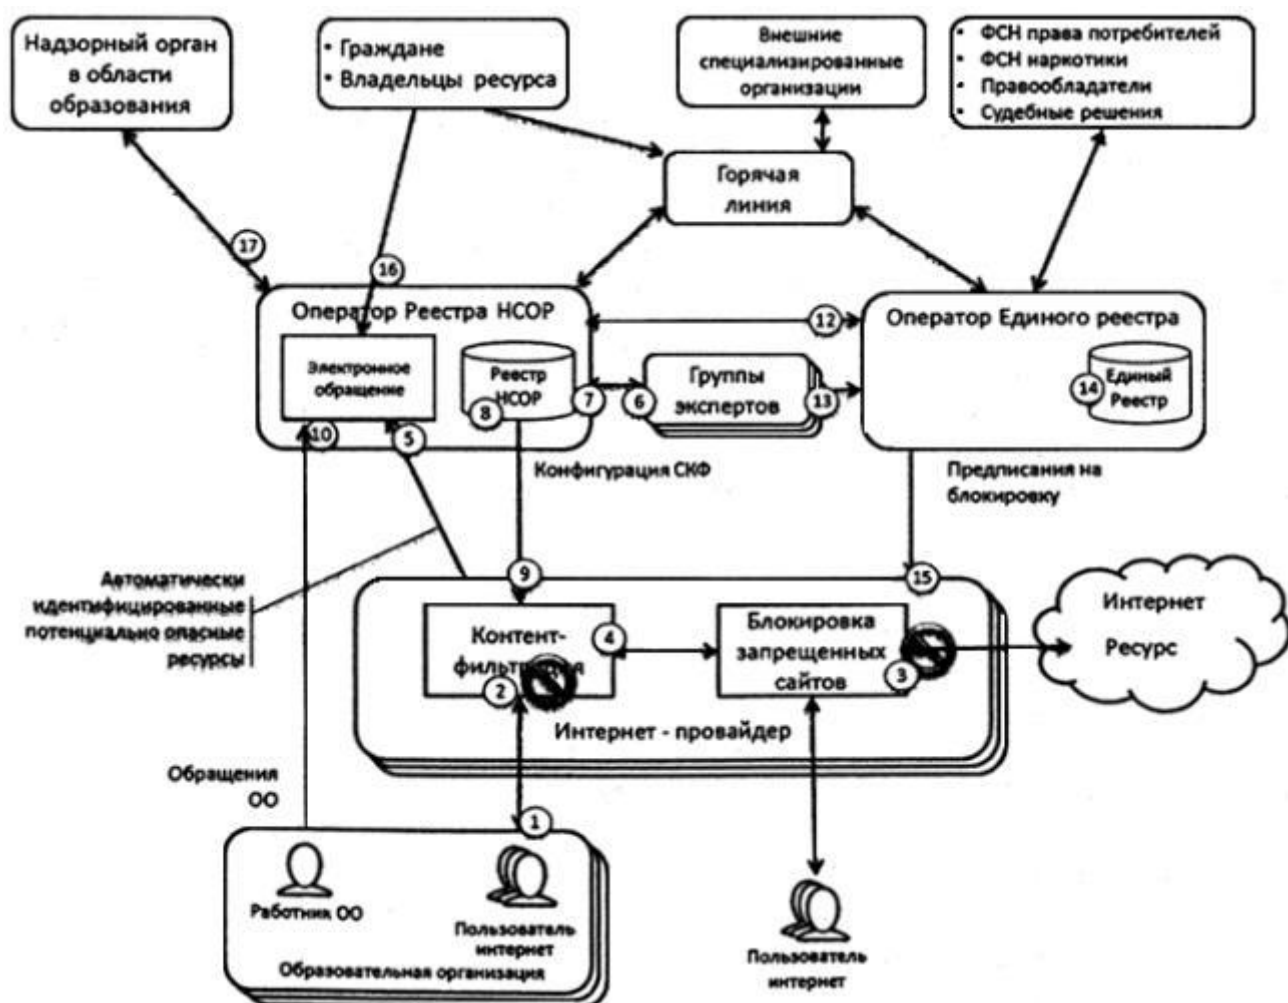 Надзорный орган
в области
образования
• Граждане
• Владельцы ресурса
Внешние
специализированные
организации
• ФСН права потребителей
• ФСН наркотики
• Правообладатели
• Судебные решения
Горячая
линия
17
16
Оператор Реестра НСОР
12
Оператор Единого реестра
Электронное
обращение
Реестр
НСОР
8
7
6
Группы
экспертов
13
14
Единый
Реестр
10
5
Конфигурация СКФ
Предписания на
блокировку
Автоматически
идентифицированные
потенциально опасные
ресурсы
9
15
Контент-
фильтрация
4
2
Блокировка
запрещенных
сайтов
3
Интернет
Ресурс
Интернет - провайдер
Обращения
ОО
1
Работник ОО
Пользователь
интернет
Образовательная организация
Пользователь
интернет